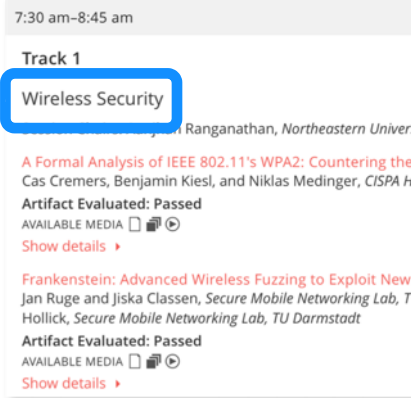 7:30 am–8:45 am
Track 1
Wireless Security
Ranganathan, Northeastern Univer
A Formal Analysis of IEEE 802.11's WPA2: Countering the
Cas Cremers, Benjamin Kiesl, and Niklas Medinger, CISPA H
Artifact Evaluated: Passed
AVAILABLE MEDIA
Show details
Frankenstein: Advanced Wireless Fuzzing to Exploit New
Jan Ruge and Jiska Classen, Secure Mobile Networking Lab, T
Hollick, Secure Mobile Networking Lab, TU Darmstadt
Artifact Evaluated: Passed
AVAILABLE MEDIA
Show details